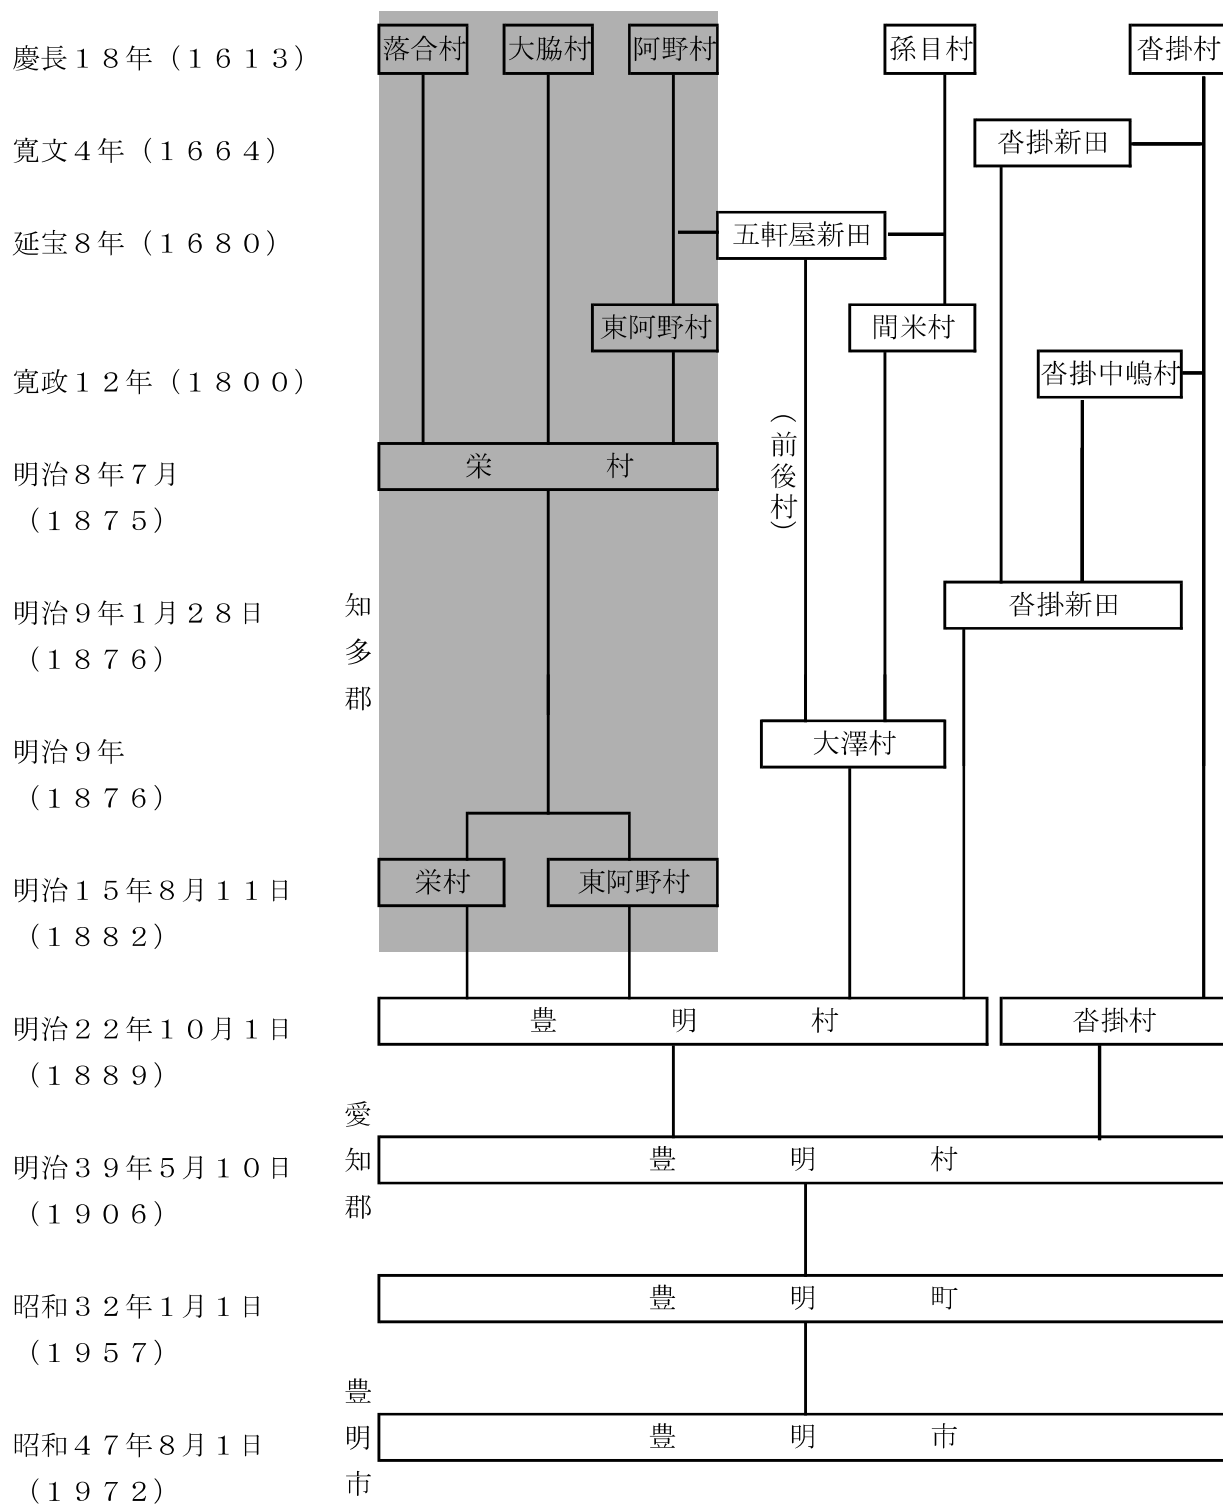 慶長１８年（１６１３）
落合村
大脇村
阿野村
孫目村
沓掛村
寛文４年（１６６４）
沓掛新田
延宝８年（１６８０）
五軒屋新田
東阿野村
間米村
寛政１２年（１８００）
沓掛中嶋村
（前後村）
明治８年７月
（１８７５）
栄村
明治９年１月２８日
（１８７６）
知多郡
沓掛新田
明治９年
（１８７６）
大澤村
明治１５年８月１１日
（１８８２）
栄村
東阿野村
明治２２年１０月１日
（１８８９）
豊明村
沓掛村
愛知郡
明治３９年５月１０日
（１９０６）
豊明村
昭和３２年１月１日
（１９５７）
豊明町
豊明市
昭和４７年８月１日
（１９７２）
豊明市